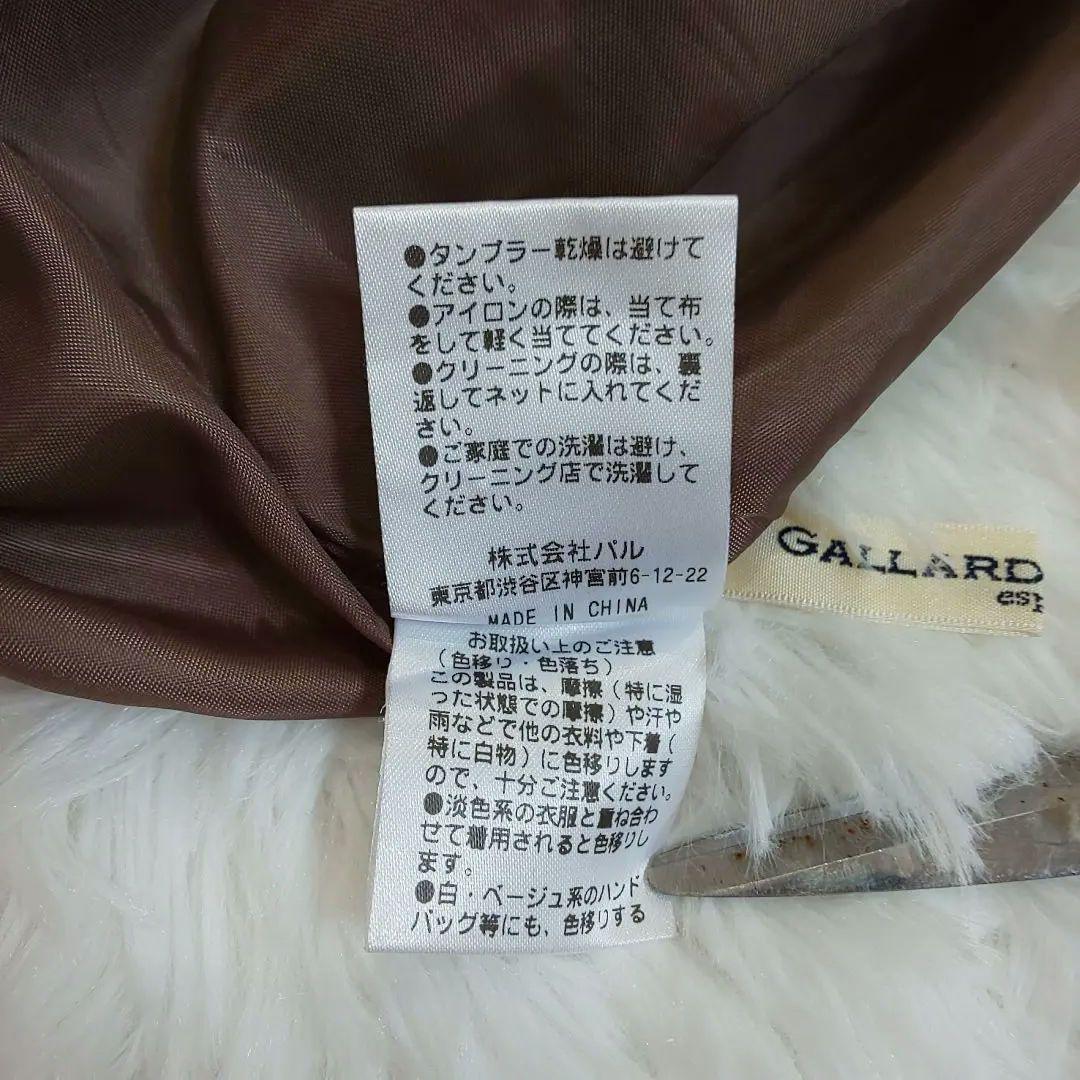 ●タンブラー乾燥は避けて
ください。
●アイロンの際は、当て布
をして軽く当ててください。
●クリーニングの際は、裏
返してネットに入れてくだ
さい。
●ご家庭での洗濯は避け、
クリーニング店で洗濯して
ください。
株式会社パル
東京都渋谷区神宮前6-12-22
MADE IN CHINA
お取扱い上のご注意
（色移り・色落ち）
この製品は、摩擦（特に湿
った状態での摩擦）や汗や
雨などで他の衣料や下着（
特に白物）に色移りします
ので、十分ご注意ください。
●淡色系の衣服と重ね合わ
せて着用されると色移りし
ます。
●白・ベージュ系のハンド
バッグ等にも、色移りする
GALLARD